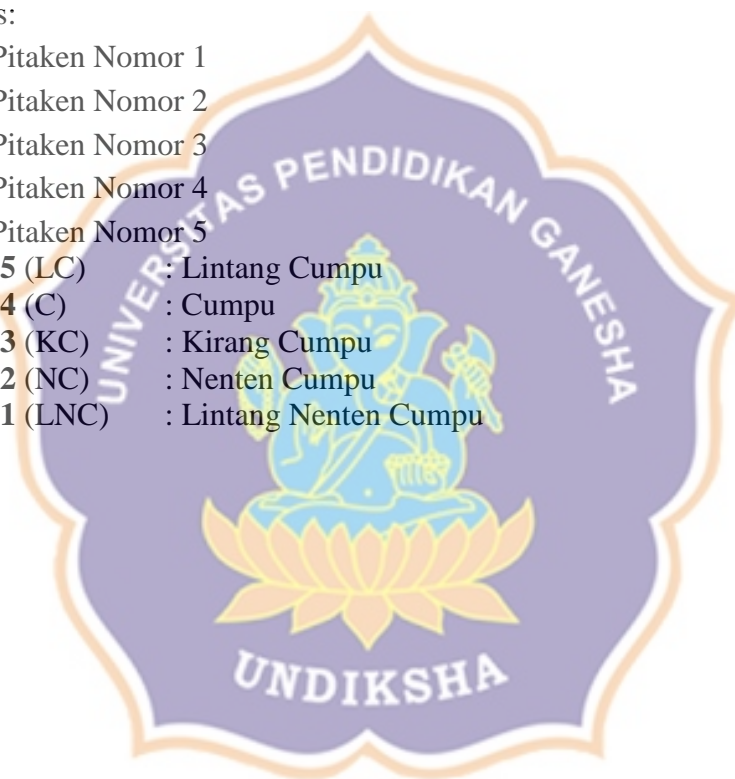 s:
Pitaken Nomor 1
Pitaken Nomor 2
Pitaken Nomor 3
Pitaken Nomor 4
Pitaken Nomor 5
5 (LC) : Lintang Cumpu
4 (C) : Cumpu
3 (KC) : Kirang Cumpu
2 (NC) : Nenten Cumpu
1 (LNC) : Lintang Nenten Cumpu
UNIVERSITAS PENDIDIKAN GANESHA
UNDIKSHA